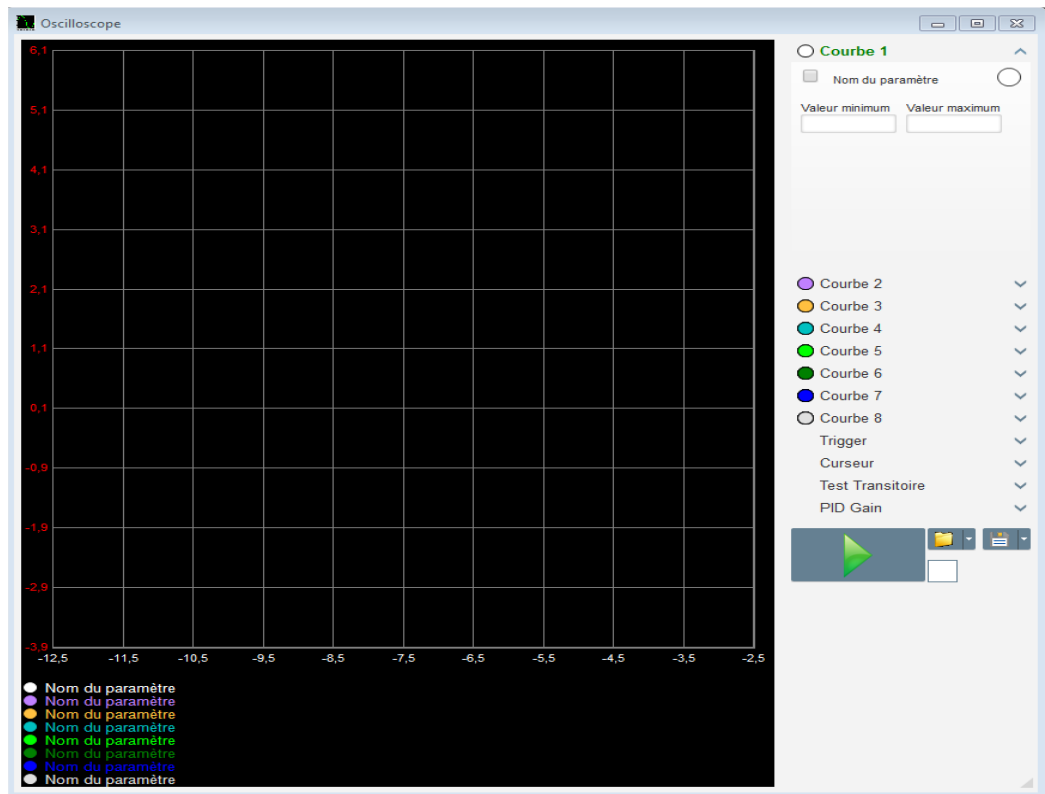 Oscilloscope
6,1
5,1
4,1
3,1
2,1
1,1
0,1
-0,9
-1,9
-2,9
-3,9
-12,5 -11,5 -10,5 -9,5 -8,5 -7,5 -6,5 -5,5 -4,5 -3,5 -2,5
Nom du paramètre
Nom du paramètre
Nom du paramètre
Nom du paramètre
Nom du paramètre
Nom du paramètre
Nom du paramètre
Nom du paramètre
Courbe 1
Nom du paramètre
Valeur minimum Valeur maximum
Courbe 2
Courbe 3
Courbe 4
Courbe 5
Courbe 6
Courbe 7
Courbe 8
Trigger
Curseur
Test Transitoire
PID Gain